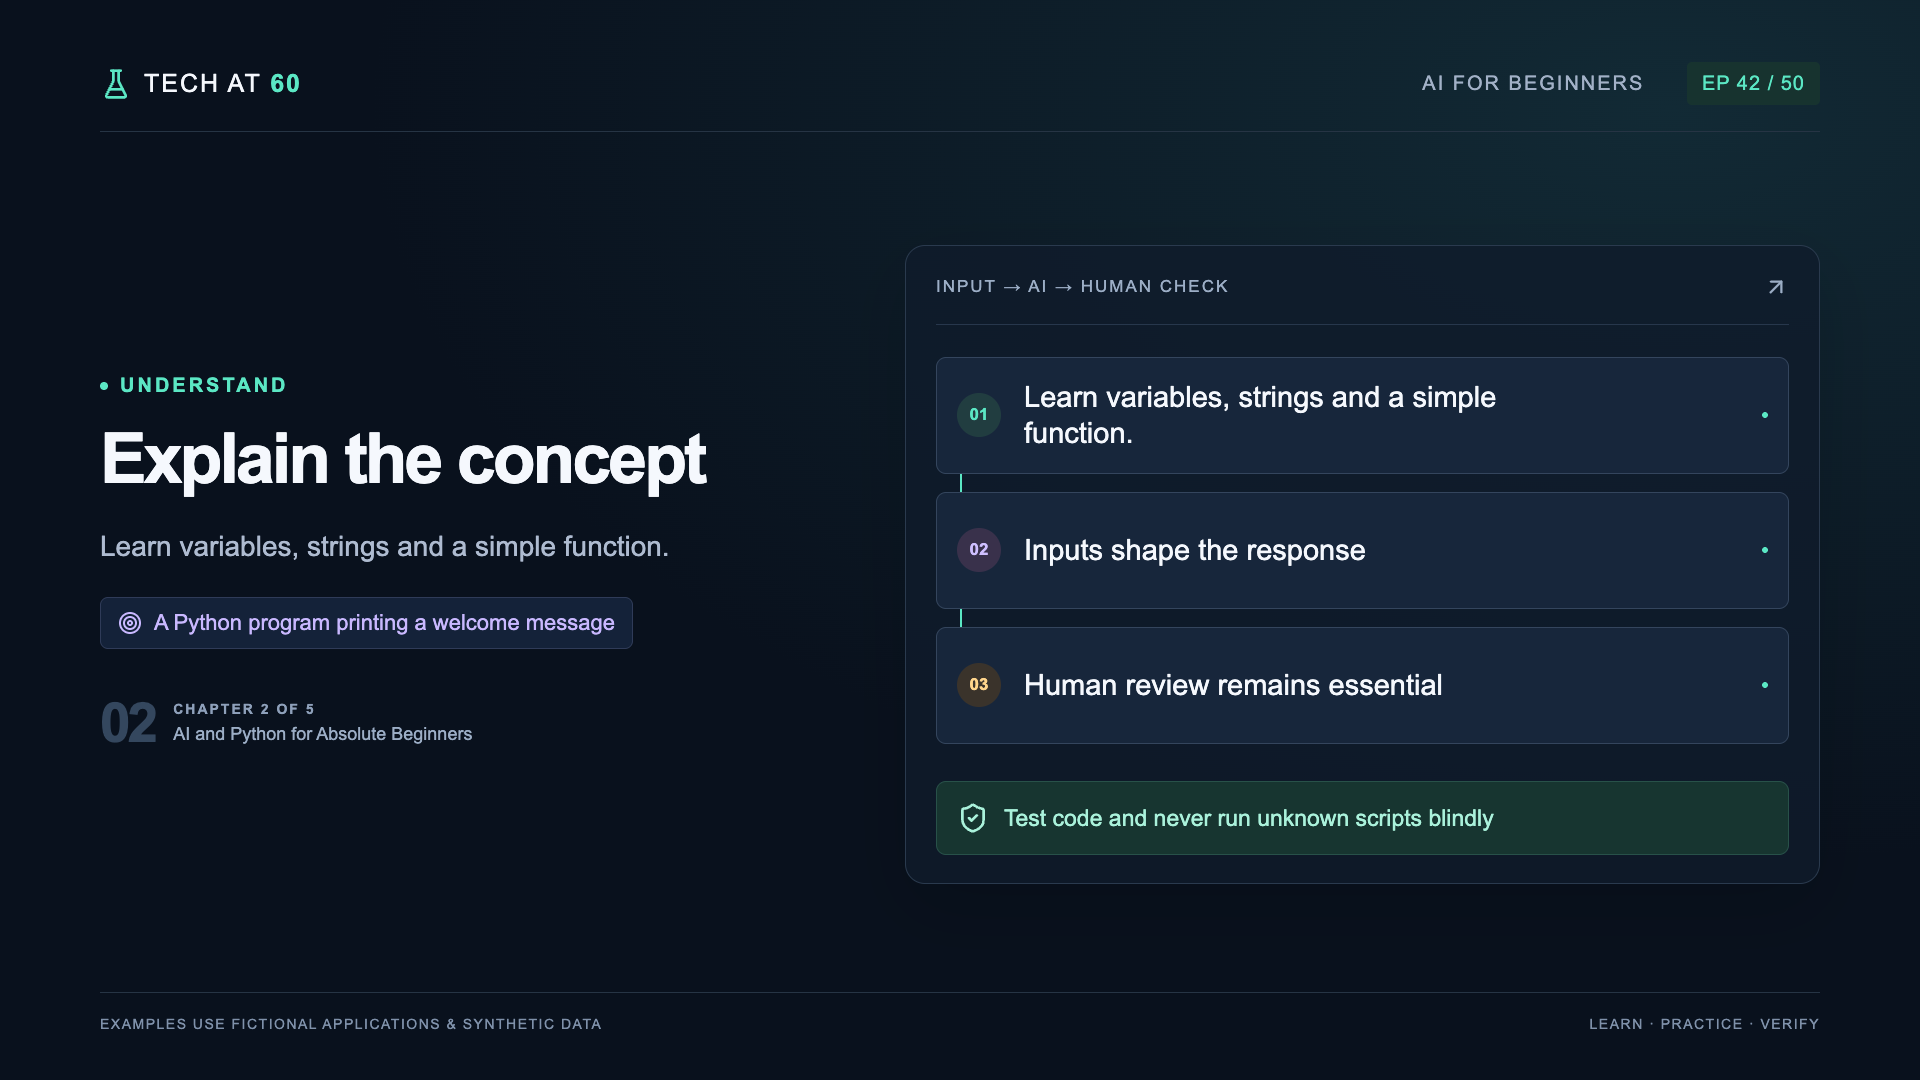 TECH AT 60
AI FOR BEGINNERS
EP 42 / 50
UNDERSTAND
Explain the concept
Learn variables, strings and a simple function.
A Python program printing a welcome message
02
CHAPTER 2 OF 5
AI and Python for Absolute Beginners
INPUT → AI → HUMAN CHECK
01
Learn variables, strings and a simple
function.
02
Inputs shape the response
03
Human review remains essential
Test code and never run unknown scripts blindly
EXAMPLES USE FICTIONAL APPLICATIONS & SYNTHETIC DATA
LEARN · PRACTICE · VERIFY